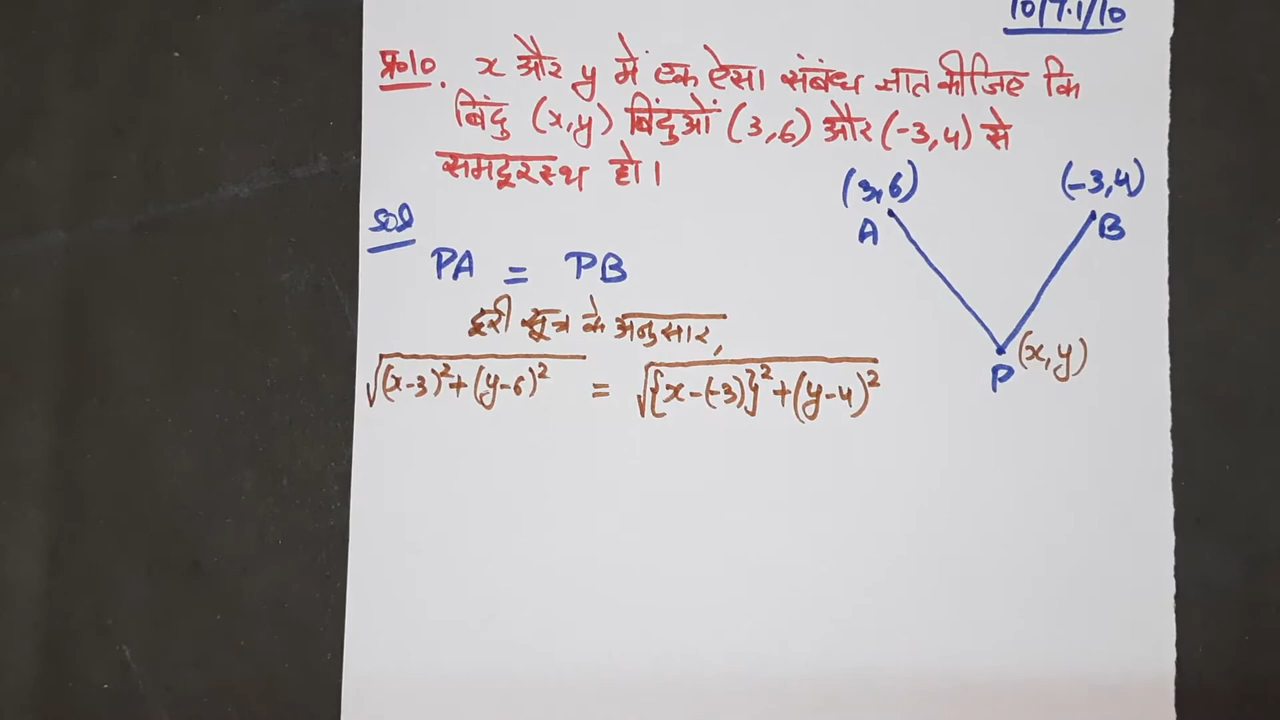 10/7.1/10
प्र०10. x और y में एक ऐसा संबंध ज्ञात कीजिए कि
बिंदु (x,y) बिंदुओं (3,6) और (-3,4) से
समदूरस्थ हो।
(3,6) (-3,4)
A B
Sol
PA = PB
दूरी सूत्र के अनुसार,
√(x-3)²+(y-6)² = √{x-(-3)}²+(y-4)²
P (x,y)